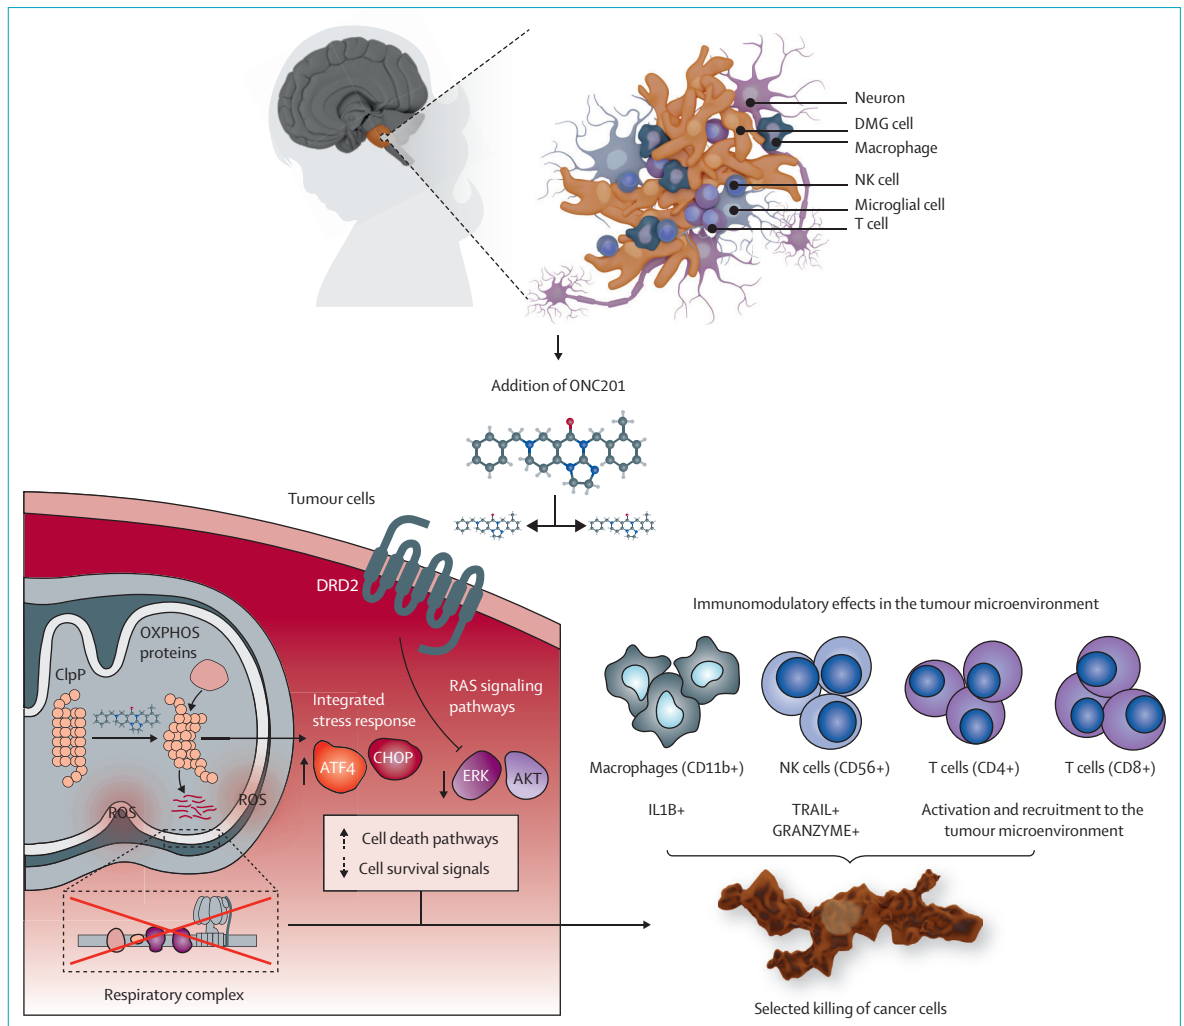 Neuron
DMG cell
Macrophage
NK cell
Microglial cell
T cell
Addition of ONC201
Tumour cells
DRD2
OXPHOS
proteins
ClpP
ROS
ROS
Integrated
stress response
ATF4
CHOP
RAS signaling
pathways
ERK
AKT
Cell death pathways
Cell survival signals
Respiratory complex
Immunomodulatory effects in the tumour microenvironment
Macrophages (CD11b+)
NK cells (CD56+)
T cells (CD4+)
T cells (CD8+)
IL1B+
TRAIL+
GRANZYME+
Activation and recruitment to the
tumour microenvironment
Selected killing of cancer cells